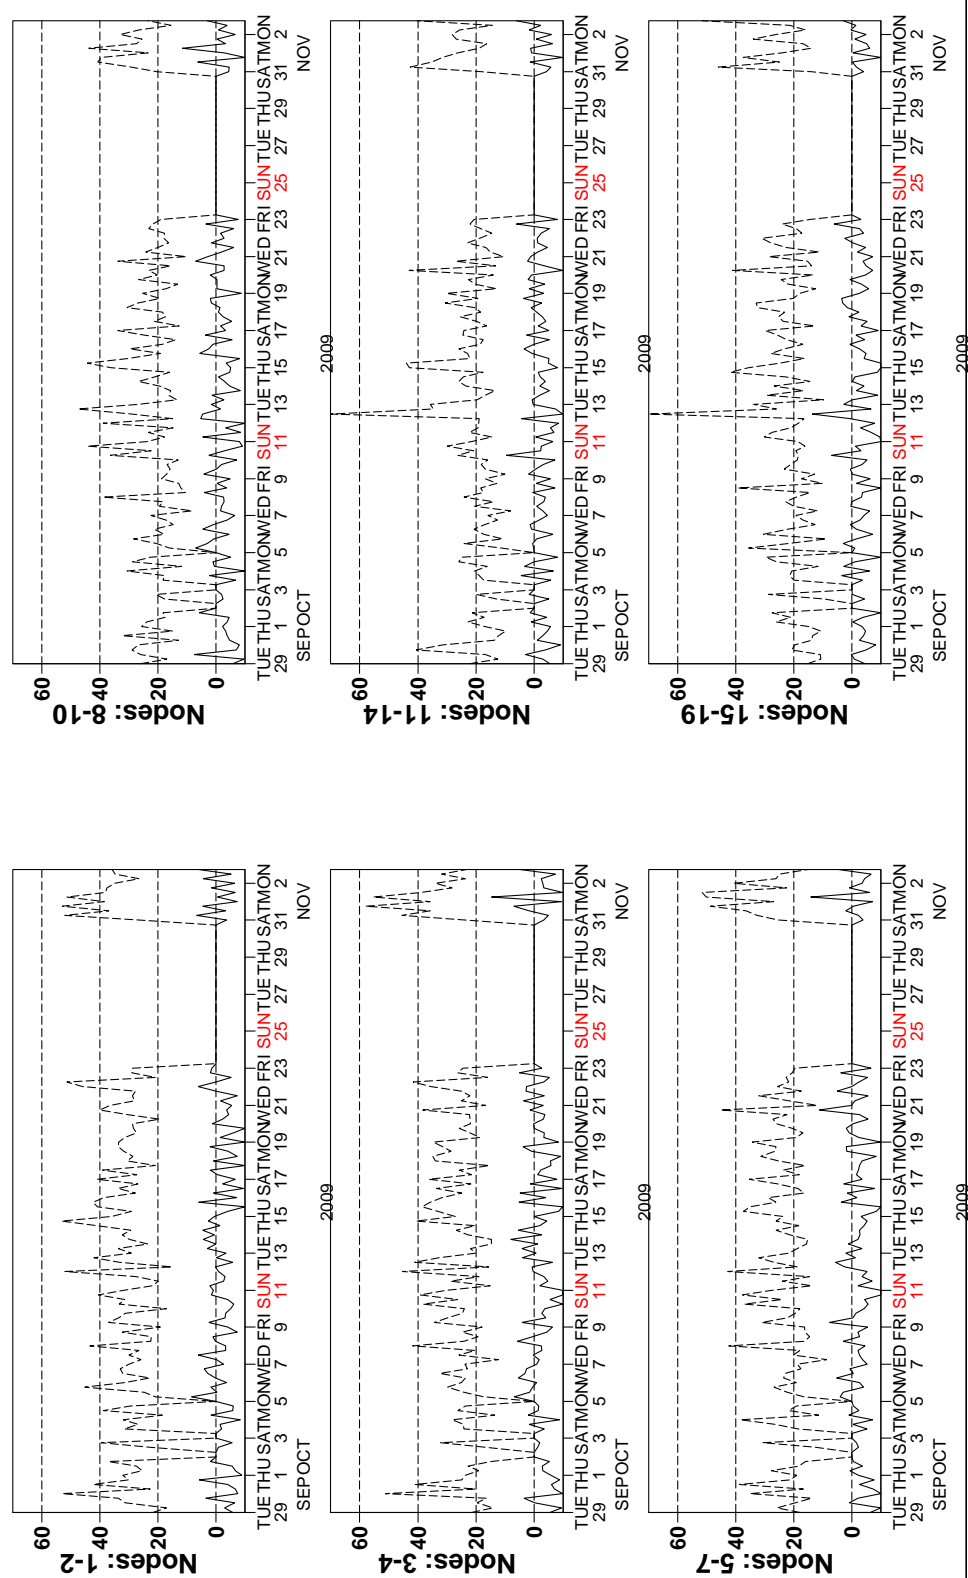 Nodes: 1-2
60
40
20
0
TUE THU SAT MON WED FRI SUN TUE THU SAT MON WED FRI SUN TUE THU SAT MON
29 1 3 5 7 9 11 13 15 17 19 21 23 25 27 29 31 2
SEP OCT NOV
2009
Nodes: 3-4
60
40
20
0
TUE THU SAT MON WED FRI SUN TUE THU SAT MON WED FRI SUN TUE THU SAT MON
29 1 3 5 7 9 11 13 15 17 19 21 23 25 27 29 31 2
SEP OCT NOV
2009
Nodes: 5-7
60
40
20
0
TUE THU SAT MON WED FRI SUN TUE THU SAT MON WED FRI SUN TUE THU SAT MON
29 1 3 5 7 9 11 13 15 17 19 21 23 25 27 29 31 2
SEP OCT NOV
2009
Nodes: 8-10
60
40
20
0
TUE THU SAT MON WED FRI SUN TUE THU SAT MON WED FRI SUN TUE THU SAT MON
29 1 3 5 7 9 11 13 15 17 19 21 23 25 27 29 31 2
SEP OCT NOV
2009
Nodes: 11-14
60
40
20
0
TUE THU SAT MON WED FRI SUN TUE THU SAT MON WED FRI SUN TUE THU SAT MON
29 1 3 5 7 9 11 13 15 17 19 21 23 25 27 29 31 2
SEP OCT NOV
2009
Nodes: 15-19
60
40
20
0
TUE THU SAT MON WED FRI SUN TUE THU SAT MON WED FRI SUN TUE THU SAT MON
29 1 3 5 7 9 11 13 15 17 19 21 23 25 27 29 31 2
SEP OCT NOV
2009